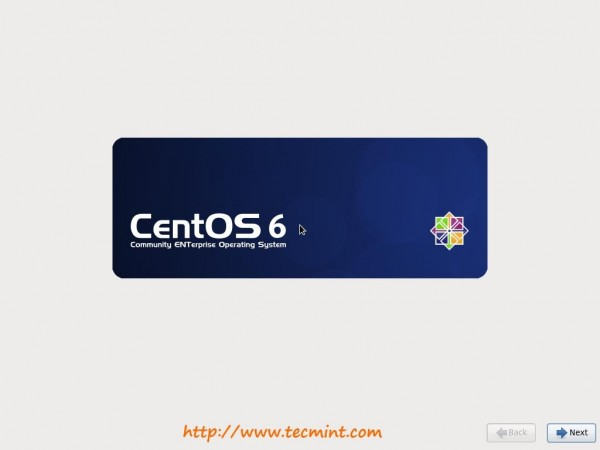 CentOS 6
Community ENTerprise Operating System
http://www.tecmint.com
Back
Next